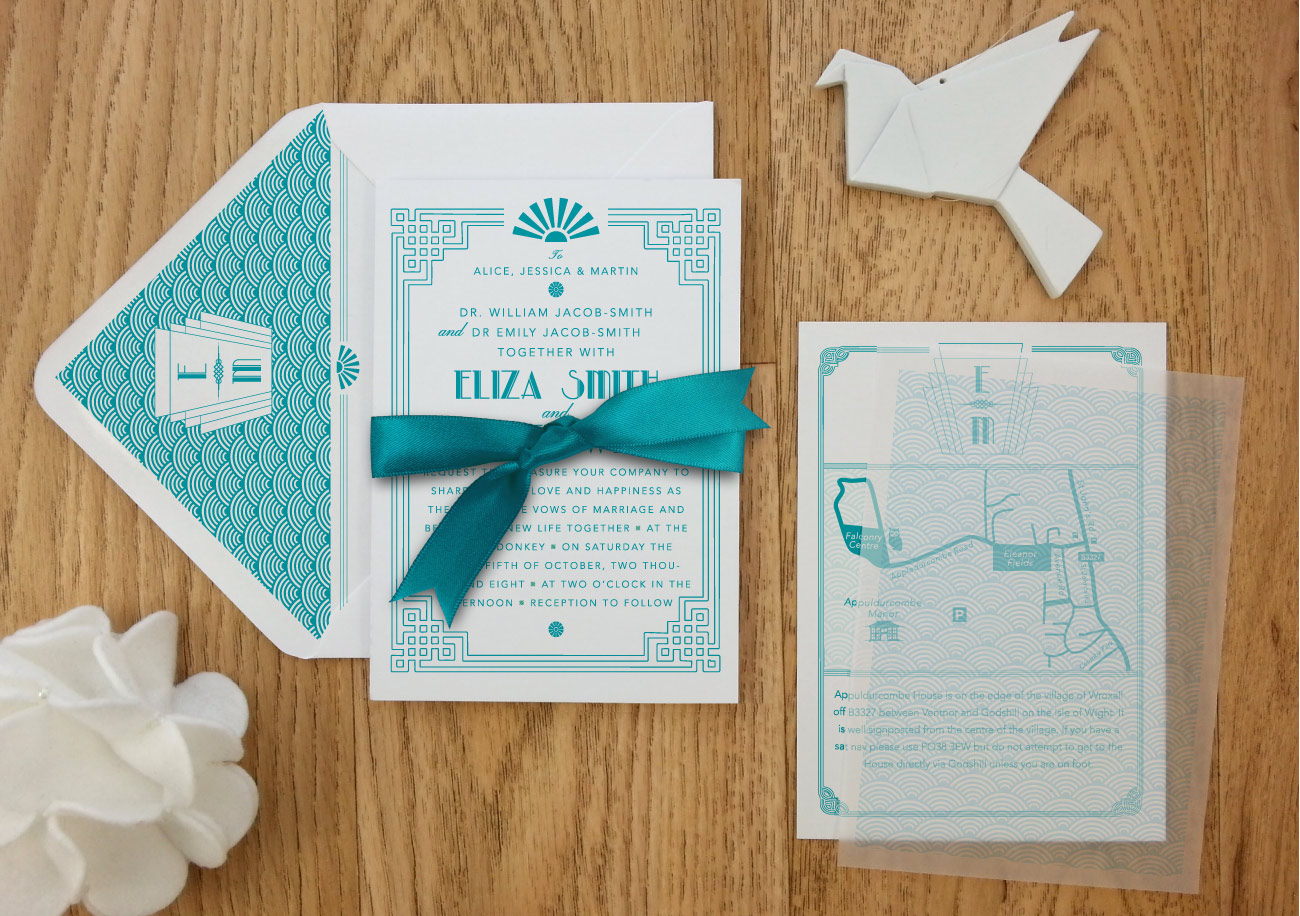 E
m
To
ALICE, JESSICA & MARTIN
DR. WILLIAM JACOB-SMITH
and DR EMILY JACOB-SMITH
TOGETHER WITH
ELIZA SMITH
and
REQUEST YOUR COMPANY TO
SHARE LOVE AND HAPPINESS AS
VOWS OF MARRIAGE AND
NEW LIFE TOGETHER ▪ AT THE
DONKEY ▪ ON SATURDAY THE
FIFTH OF OCTOBER, TWO THOU-
EIGHT ▪ AT TWO O'CLOCK IN THE
▪ RECEPTION TO FOLLOW
E
m
Falconry
Centre
Appuldurcombe Road
Eleanor
Fields
B3327
Appuldurcombe
Manor
P
Appuldurcombe House is on the edge of the village of Wroxall
off B3327 between Ventnor and Godshill on the isle of Wight. It
is well signposted from the centre of the village. if you have a
sat nav please use PO38 3EW but do not attempt to get to the
House directly via Godshill unless you are on foot.